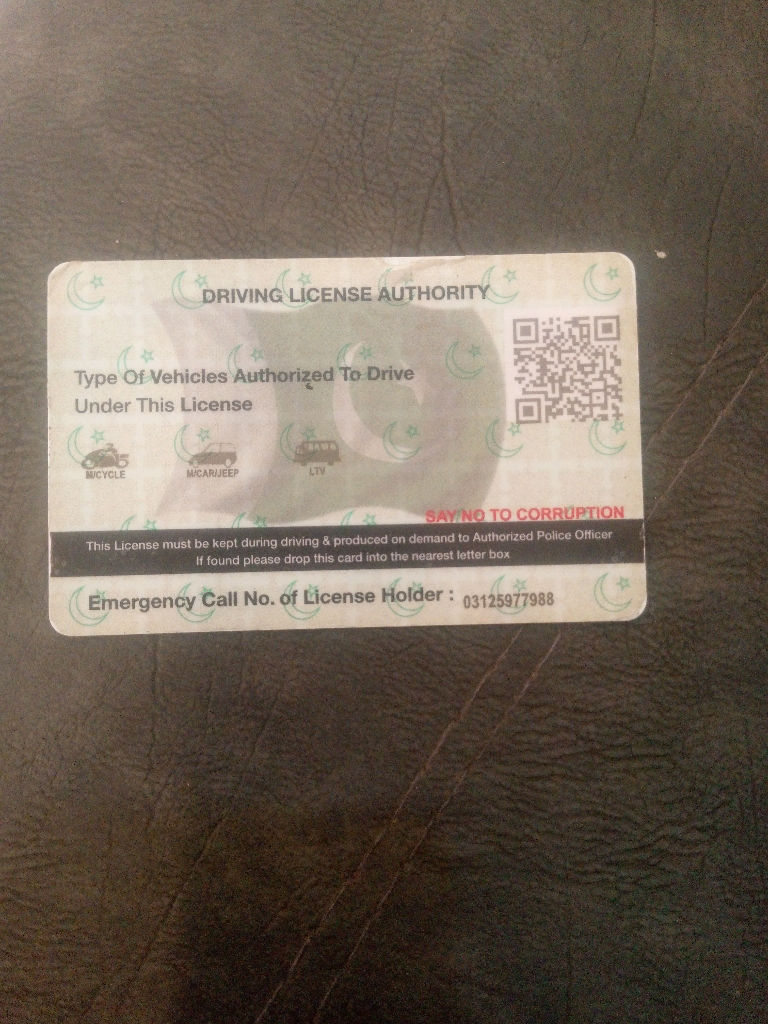 DRIVING LICENSE AUTHORITY
Type Of Vehicles Authorized To Drive
Under This License
M/CYCLE M/CAR/JEEP LTV
SAY NO TO CORRUPTION
This License must be kept during driving & produced on demand to Authorized Police Officer
If found please drop this card into the nearest letter box
Emergency Call No. of License Holder : 03125977988